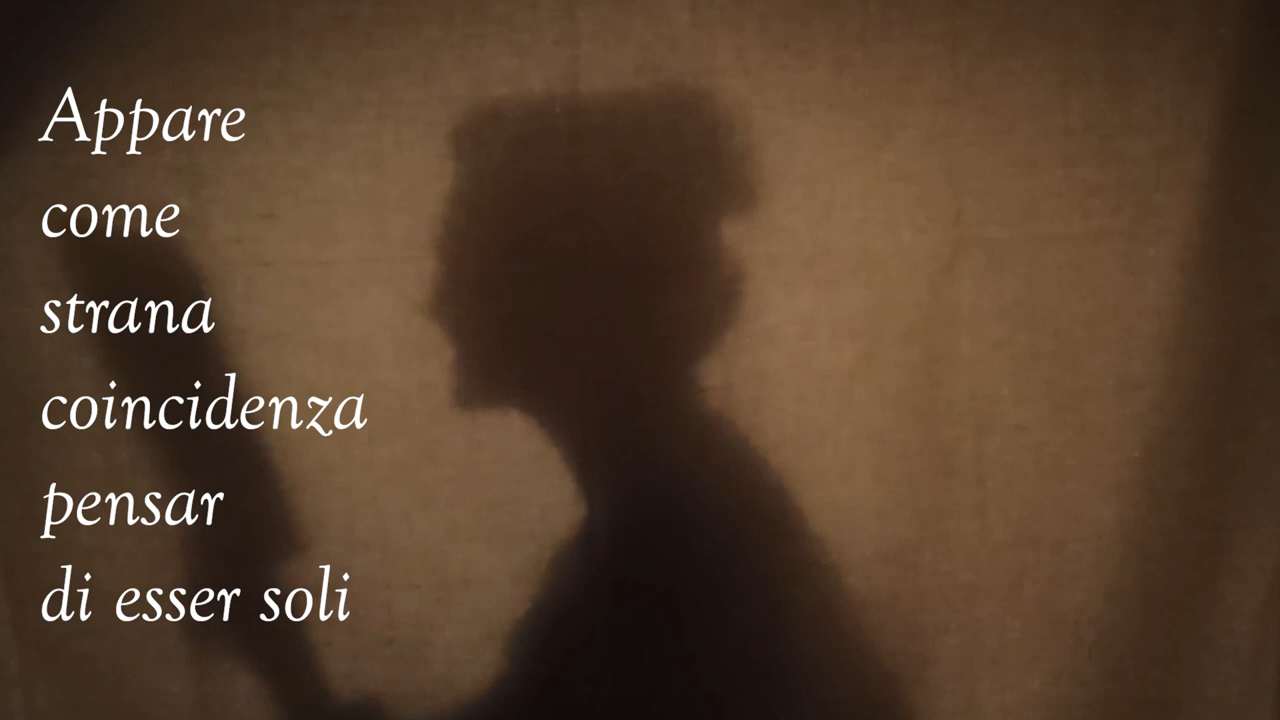 Appare
come
strana
coincidenza
pensar
di esser soli